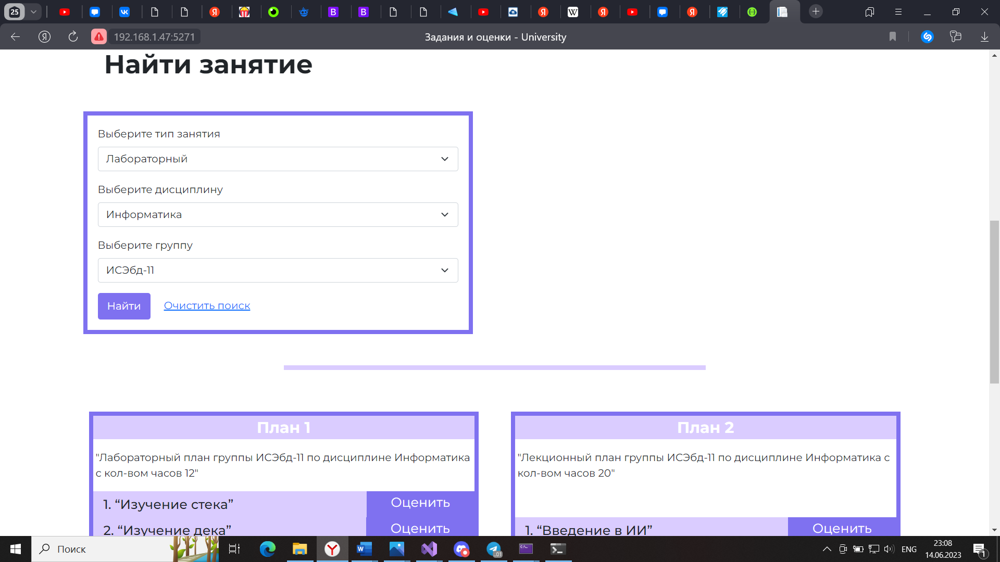 25
192.168.1.47:5271
Задания и оценки - University
Найти занятие
Выберите тип занятия
Лабораторный
Выберите дисциплину
Информатика
Выберите группу
ИСЭбд-11
Найти
Очистить поиск
План 1
"Лабораторный план группы ИСЭбд-11 по дисциплине Информатика
с кол-вом часов 12"
1. “Изучение стека”
Оценить
2. “Изучение дека”
Оценить
План 2
"Лекционный план группы ИСЭбд-11 по дисциплине Информатика с
кол-вом часов 20"
1. “Введение в ИИ”
Оценить
Поиск
ENG
23:08
14.06.2023
1